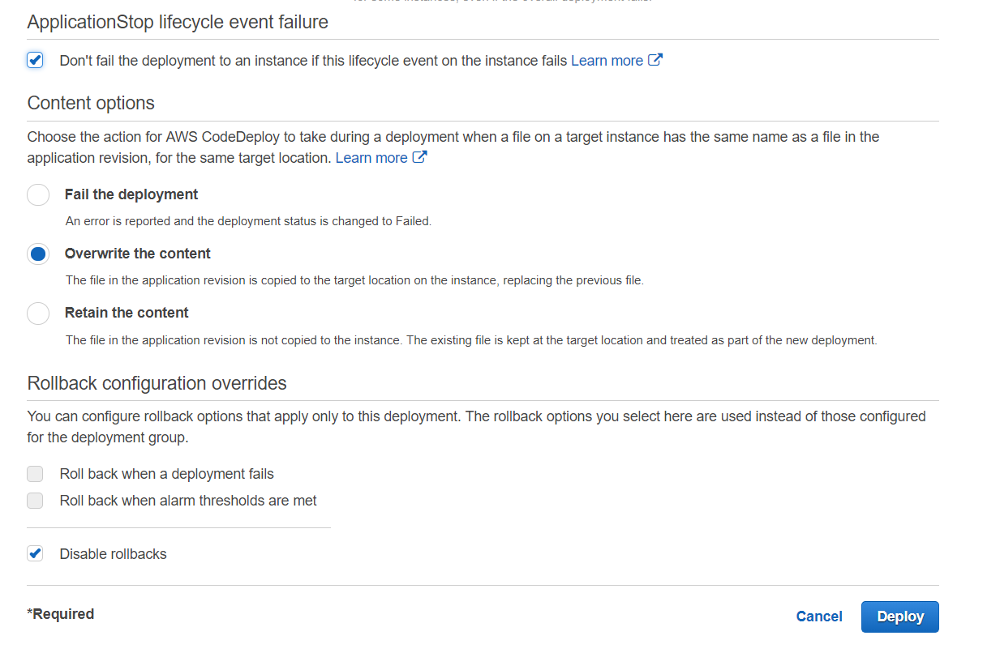 ApplicationStop lifecycle event failure
Don't fail the deployment to an instance if this lifecycle event on the instance fails Learn more
Content options
Choose the action for AWS CodeDeploy to take during a deployment when a file on a target instance has the same name as a file in the
application revision, for the same target location. Learn more
Fail the deployment
An error is reported and the deployment status is changed to Failed.
Overwrite the content
The file in the application revision is copied to the target location on the instance, replacing the previous file.
Retain the content
The file in the application revision is not copied to the instance. The existing file is kept at the target location and treated as part of the new deployment.
Rollback configuration overrides
You can configure rollback options that apply only to this deployment. The rollback options you select here are used instead of those configured
for the deployment group.
Roll back when a deployment fails
Roll back when alarm thresholds are met
Disable rollbacks
*Required
Cancel
Deploy